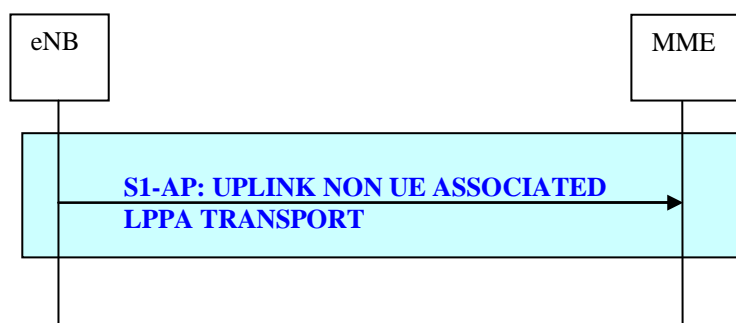 eNB
MME
S1-AP: UPLINK NON UE ASSOCIATED
LPPA TRANSPORT